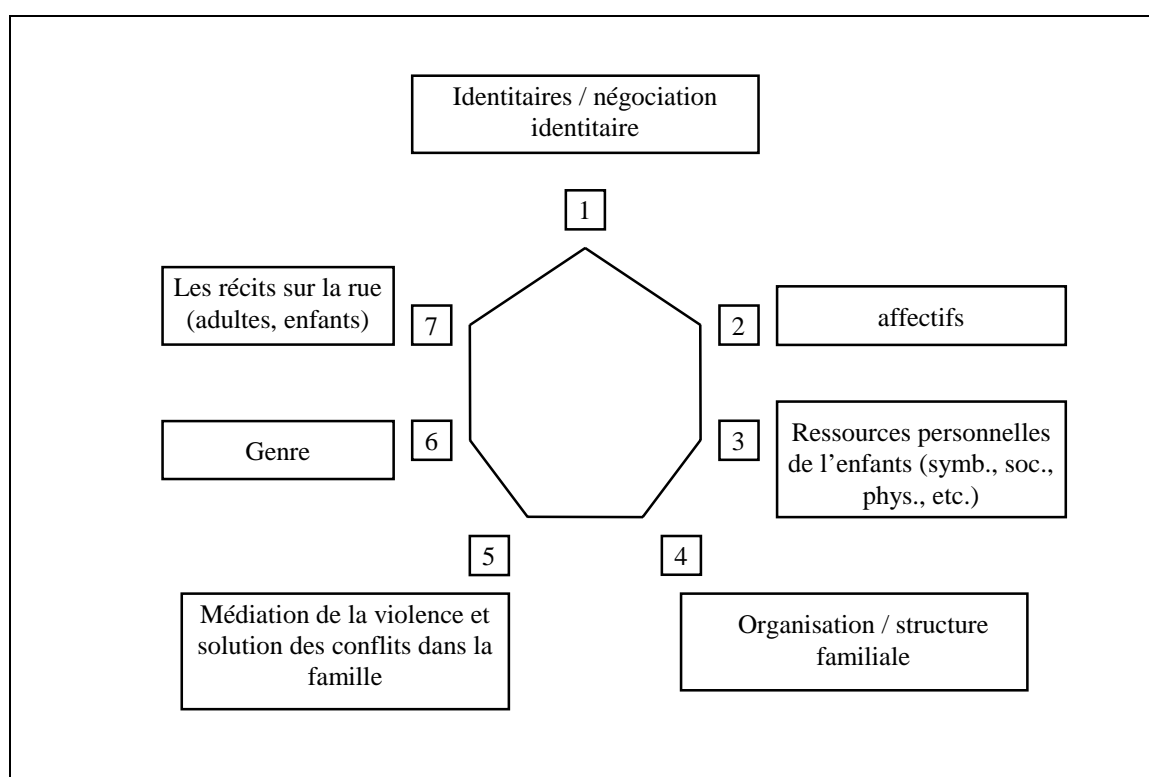 Identitaires / négociation
identitaire
1
Les récits sur la rue
(adultes, enfants)
7
2
affectifs
Genre
6
3
Ressources personnelles
de l'enfants (symb., soc.,
phys., etc.)
5
4
Médiation de la violence et
solution des conflits dans la
famille
Organisation / structure
familiale